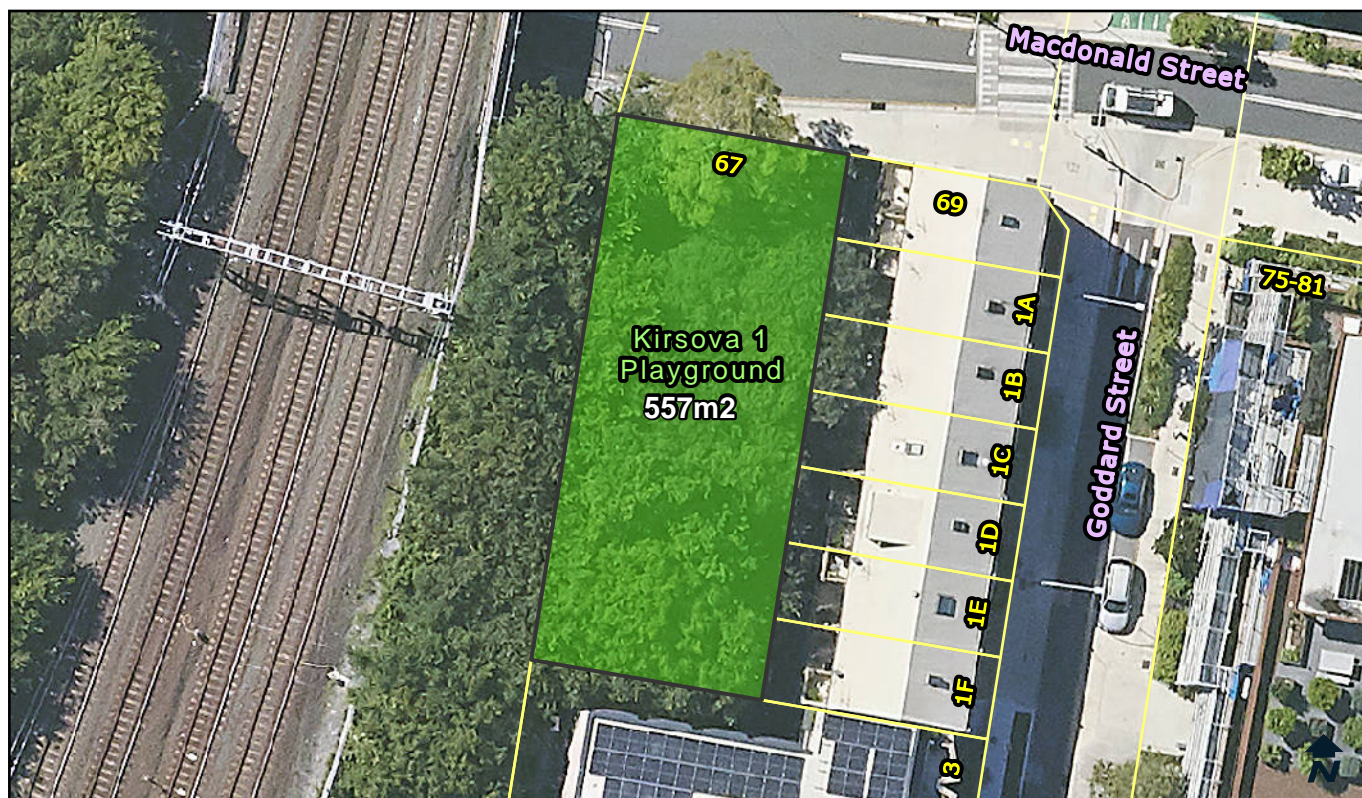 Macdonald Street
67
69
75-81
1A
Kirsova 1
Playground
557m2
1B
Goddard Street
1C
1D
1E
1F
3
N